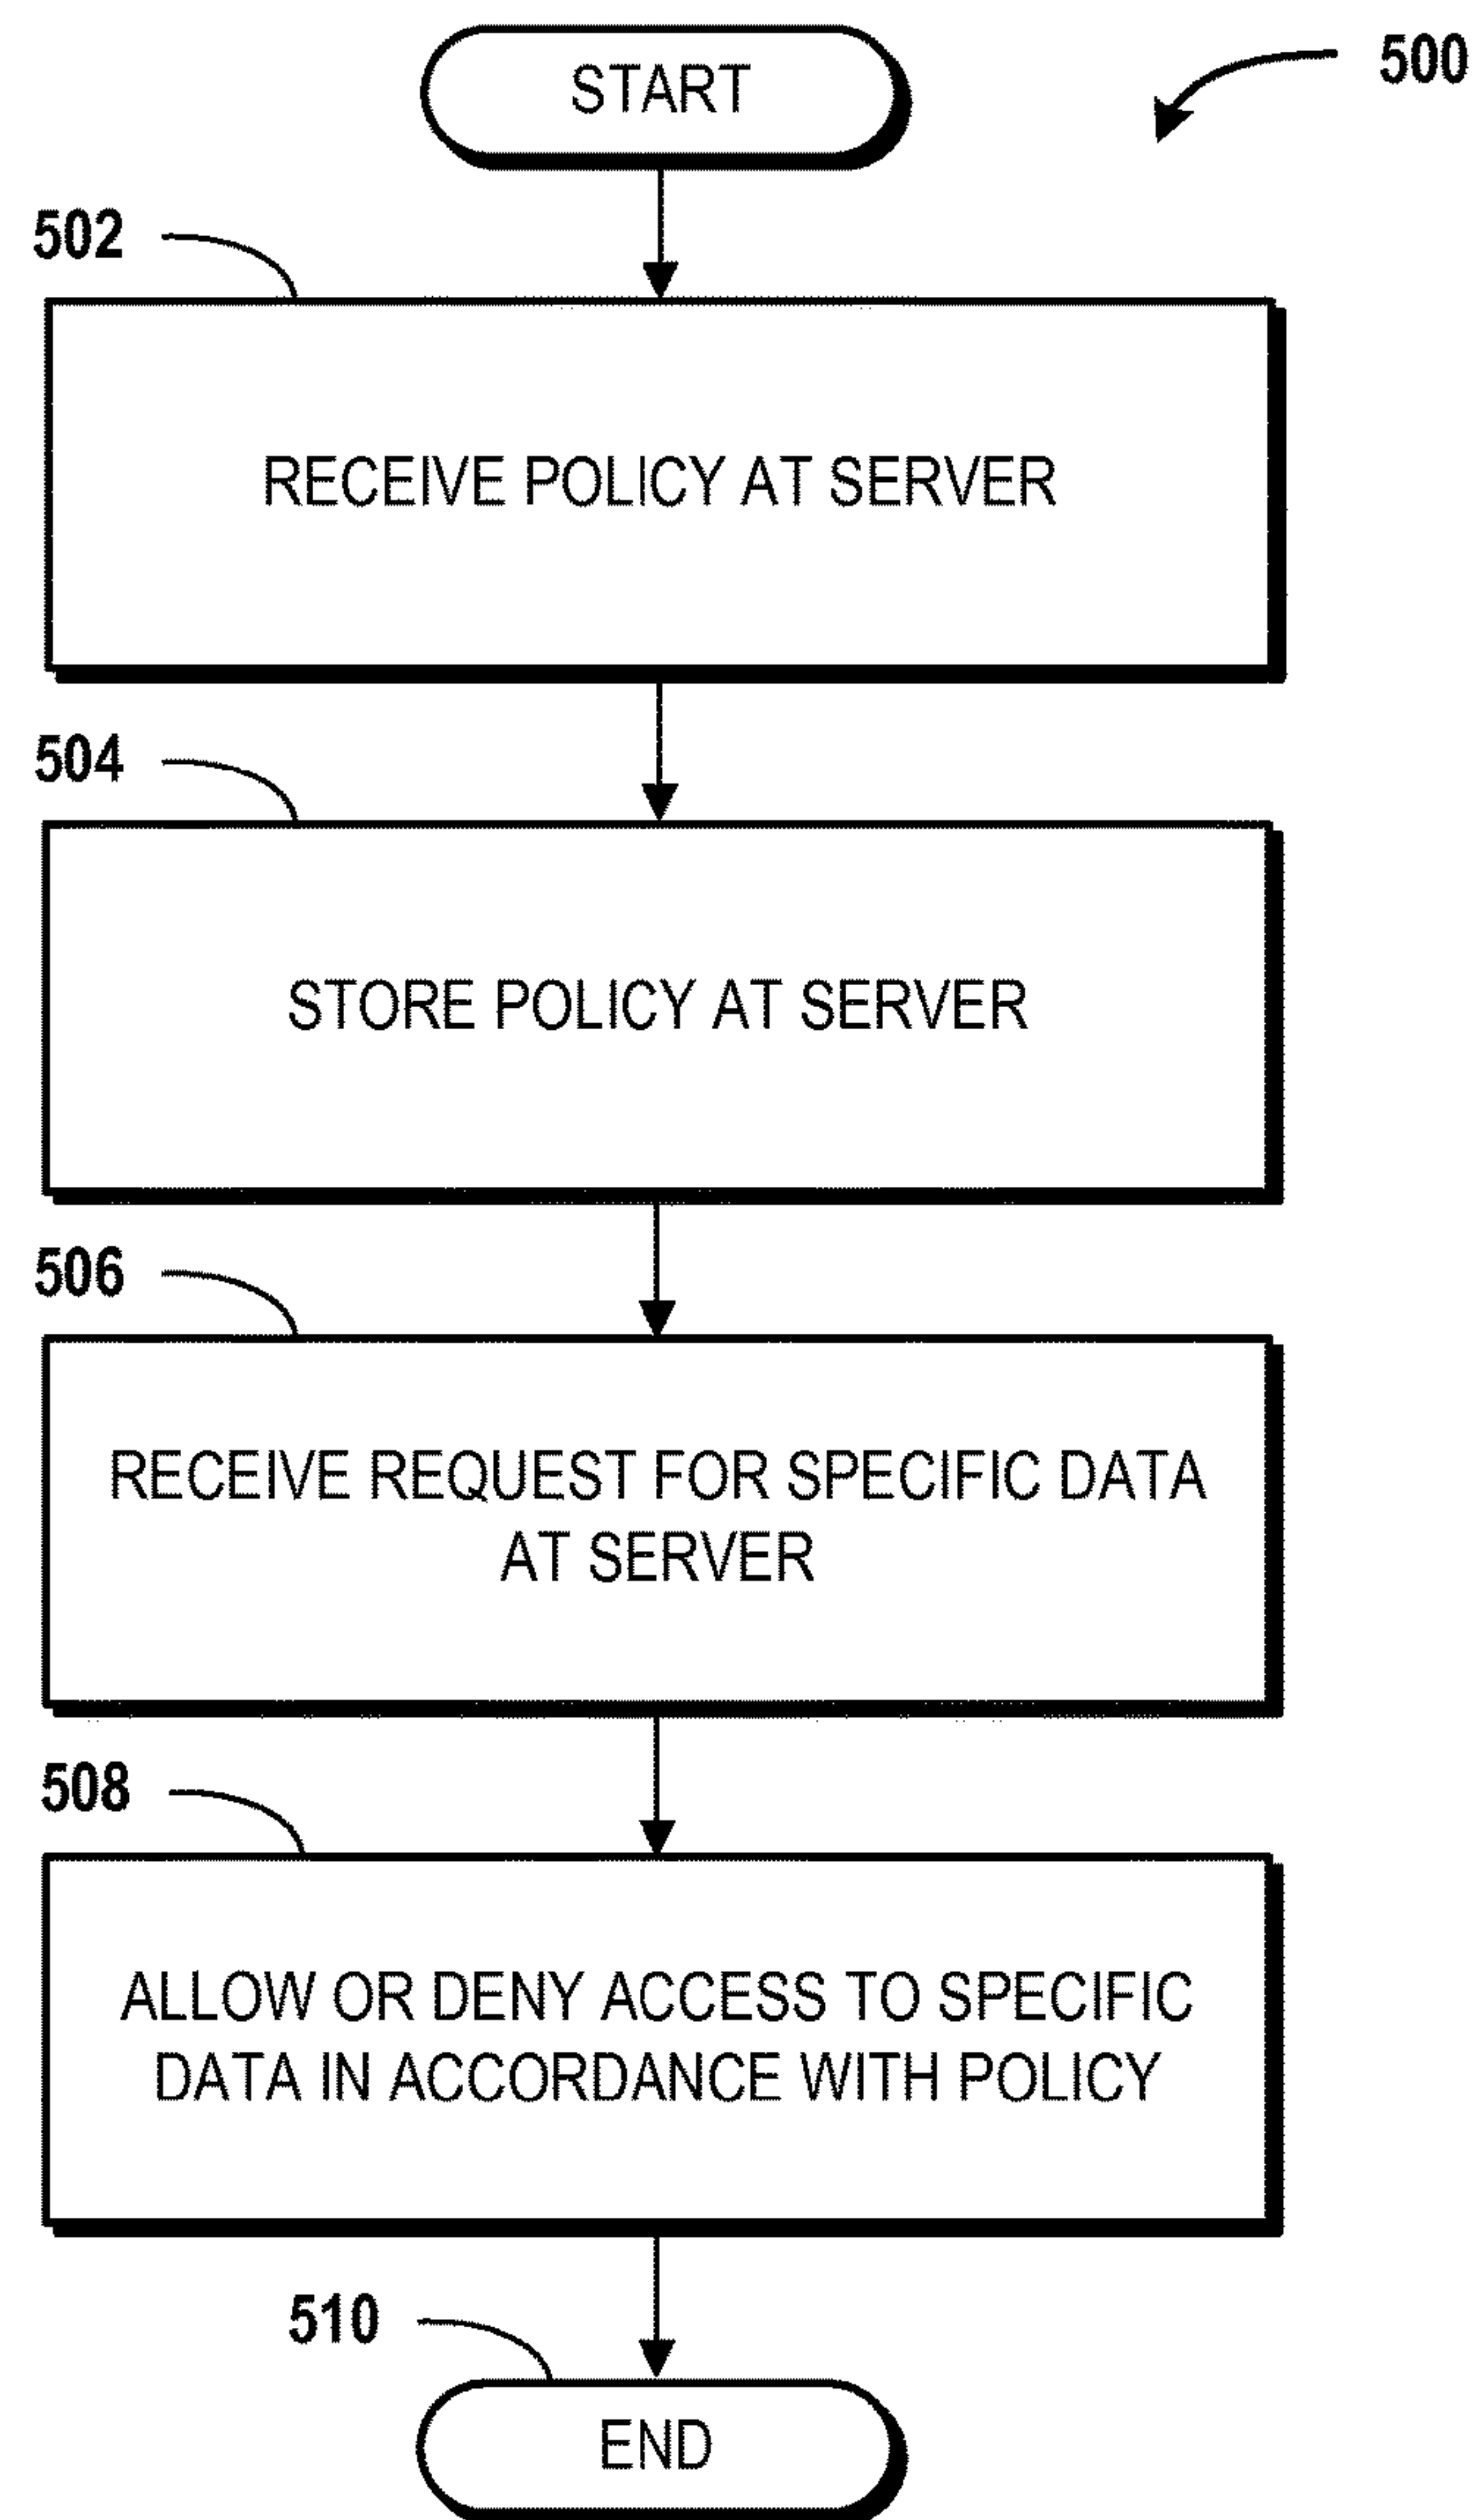 START
500
502
RECEIVE POLICY AT SERVER
504
STORE POLICY AT SERVER
506
RECEIVE REQUEST FOR SPECIFIC DATA
AT SERVER
508
ALLOW OR DENY ACCESS TO SPECIFIC
DATA IN ACCORDANCE WITH POLICY
510
END